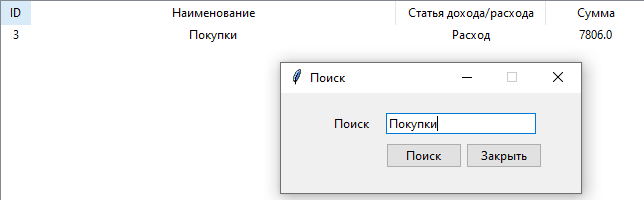 ID Наименование Статья дохода/расхода Сумма
3 Покупки Расход 7806.0
Поиск
Поиск Покупки
Поиск Закрыть